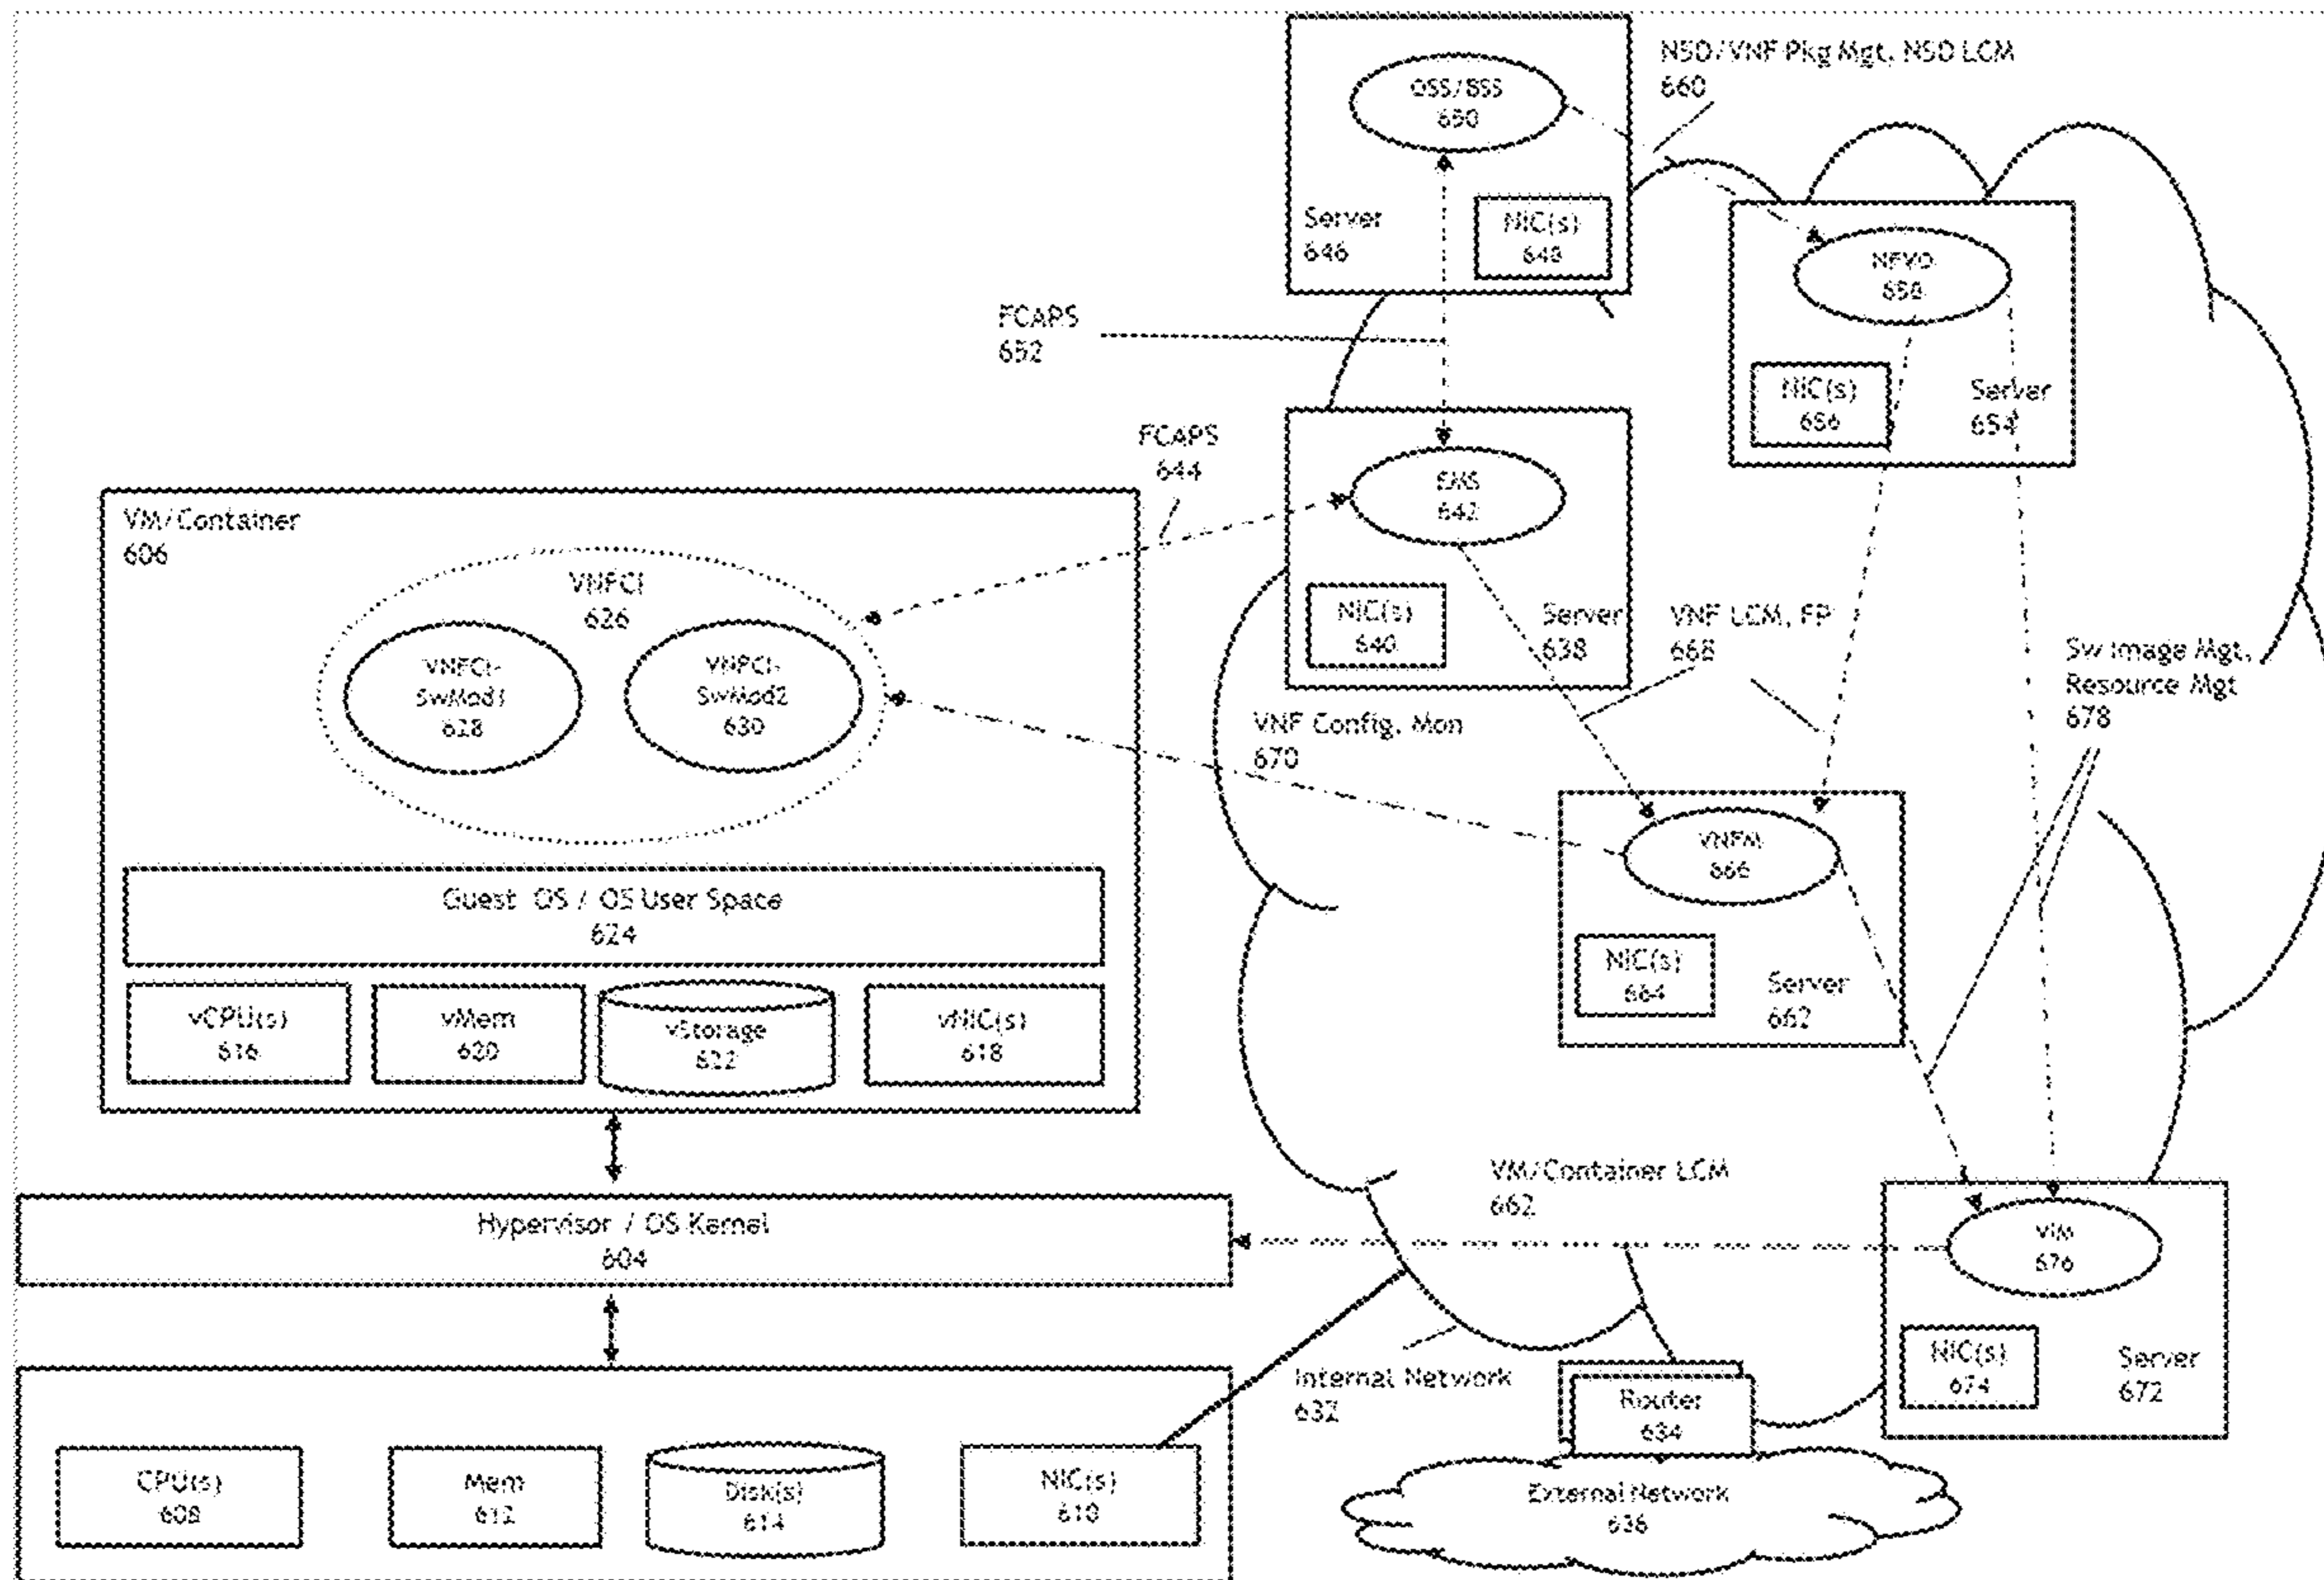 NSD/VNF Pkg Mgt, NSD LCM
660
OSS/BSS
650
Server
646
NIC(s)
648
NFVO
658
NIC(s)
656
Server
654
FCAPS
652
FCAPS
644
EMS
642
NIC(s)
640
Server
638
VNF LCM, FP
668
Sw Image Mgt,
Resource Mgt
678
VM/Container
606
VNFCI
626
VNFCI-
SwMod1
628
VNFCI-
SwMod2
630
VNF Config, Mon
670
VNFM
666
NIC(s)
664
Server
662
Guest OS / OS User Space
624
vCPU(s)
616
vMem
620
vStorage
622
vNIC(s)
618
VM/Container LCM
662
Hypervisor / OS Kernel
604
VIM
676
NIC(s)
674
Server
672
Internal Network
632
Router
634
External Network
636
CPU(s)
608
Mem
612
Disk(s)
614
NIC(s)
610